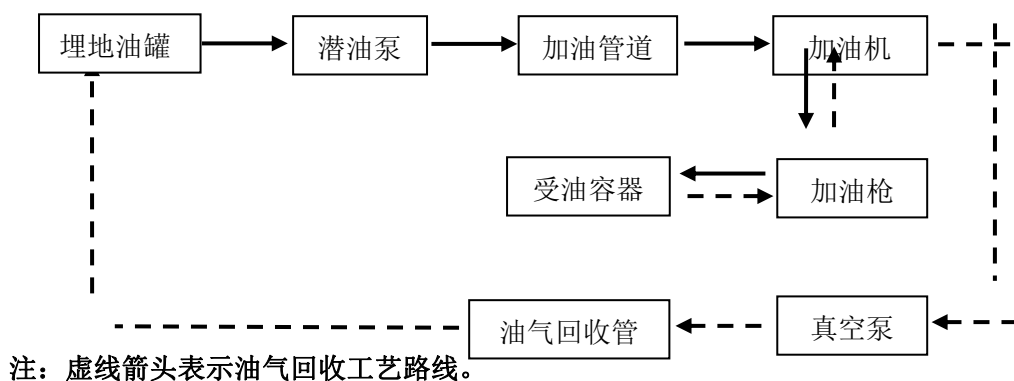 埋地油罐
潜油泵
加油管道
加油机
受油容器
加油枪
油气回收管
真空泵
注：虚线箭头表示油气回收工艺路线。